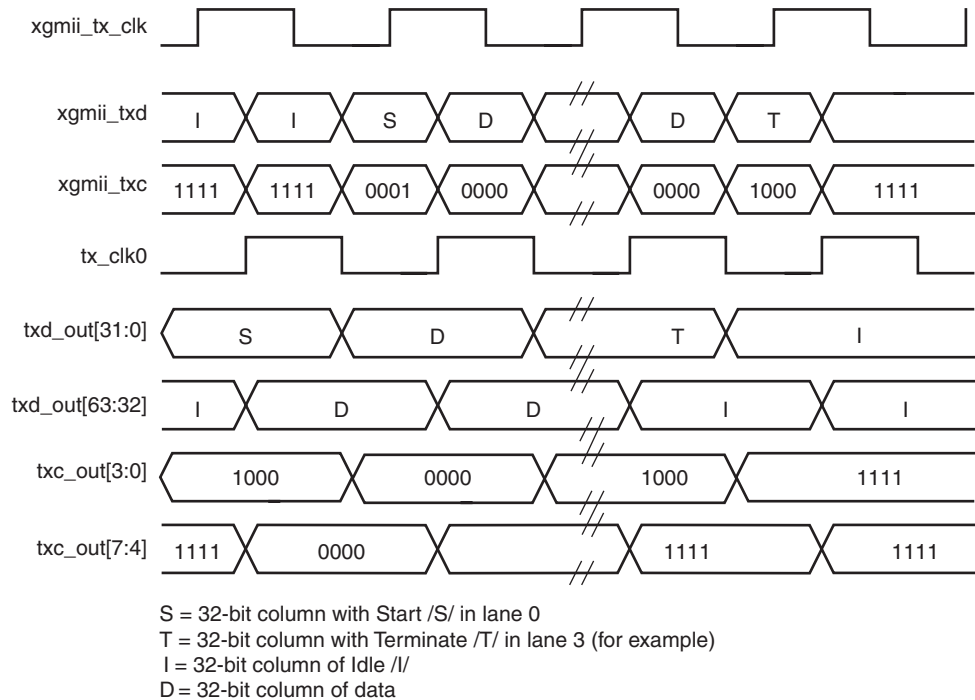 xgmii_tx_clk
xgmii_txd I I S D D T
xgmii_txc 1111 1111 0001 0000 0000 1000 1111
tx_clk0
txd_out[31:0] S D T I
txd_out[63:32] I D D I I
txc_out[3:0] 1000 0000 1000 1111
txc_out[7:4] 1111 0000 1111 1111
S = 32-bit column with Start /S/ in lane 0
T = 32-bit column with Terminate /T/ in lane 3 (for example)
I = 32-bit column of Idle /I/
D = 32-bit column of data